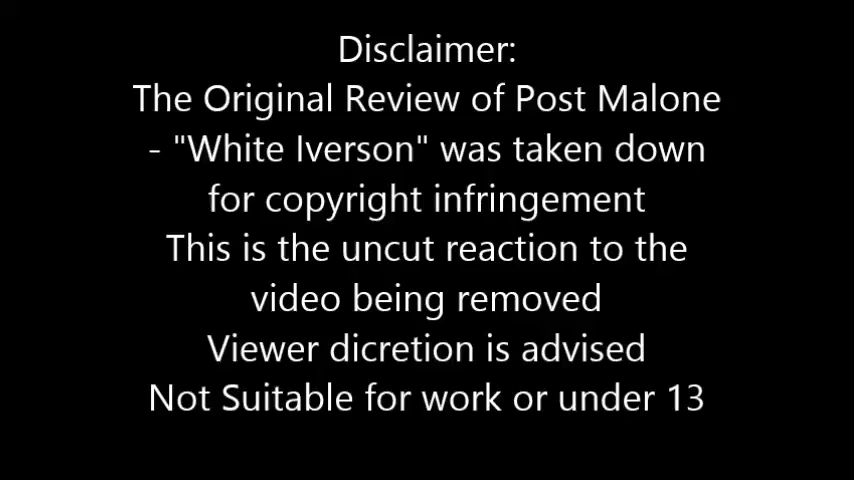 Disclaimer:
The Original Review of Post Malone
- "White Iverson" was taken down
for copyright infringement
This is the uncut reaction to the
video being removed
Viewer dicretion is advised
Not Suitable for work or under 13